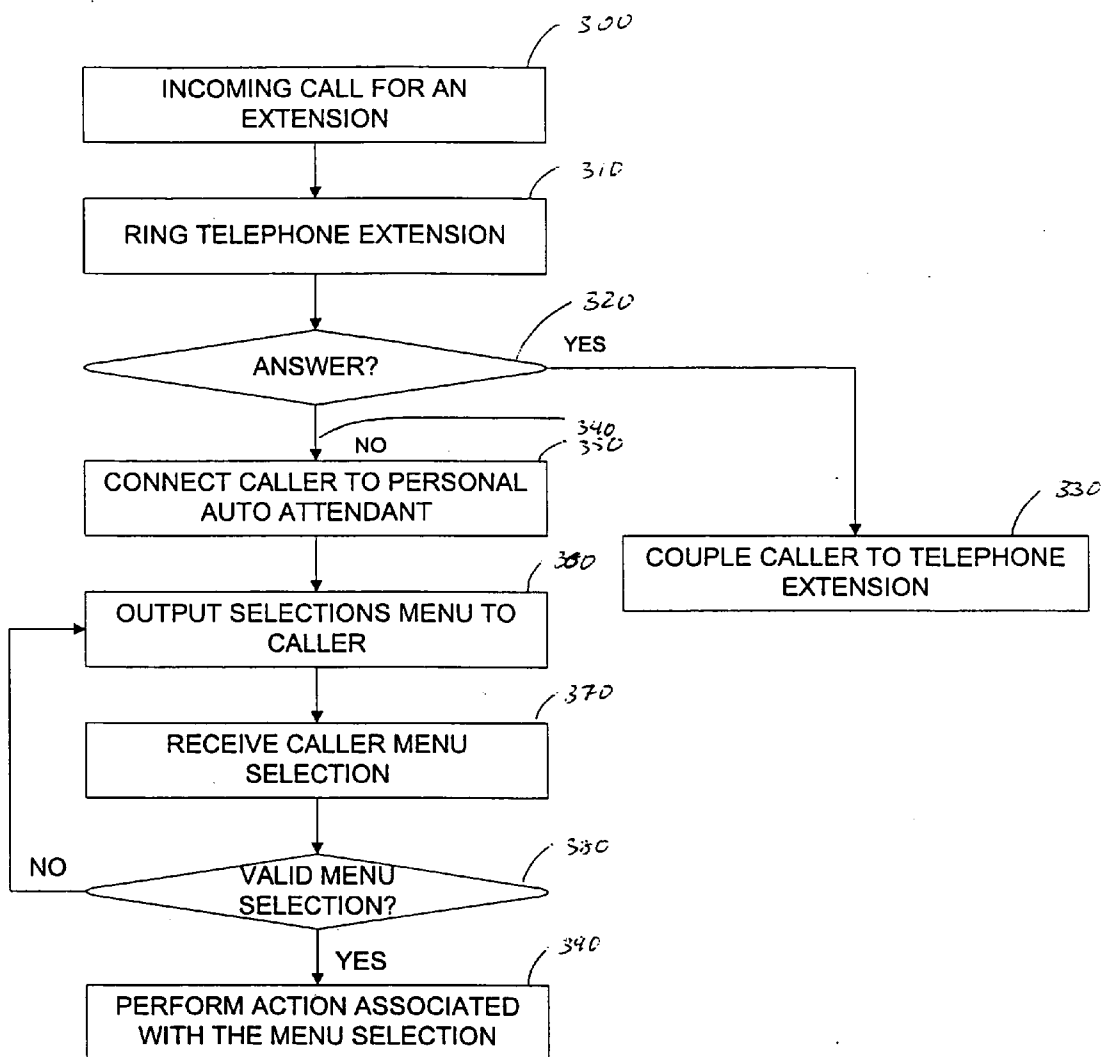 300
INCOMING CALL FOR AN
EXTENSION
310
RING TELEPHONE EXTENSION
320
YES
ANSWER?
340
NO
350
CONNECT CALLER TO PERSONAL
AUTO ATTENDANT
330
COUPLE CALLER TO TELEPHONE
EXTENSION
360
OUTPUT SELECTIONS MENU TO
CALLER
370
RECEIVE CALLER MENU
SELECTION
380
NO
VALID MENU
SELECTION?
YES
390
PERFORM ACTION ASSOCIATED
WITH THE MENU SELECTION